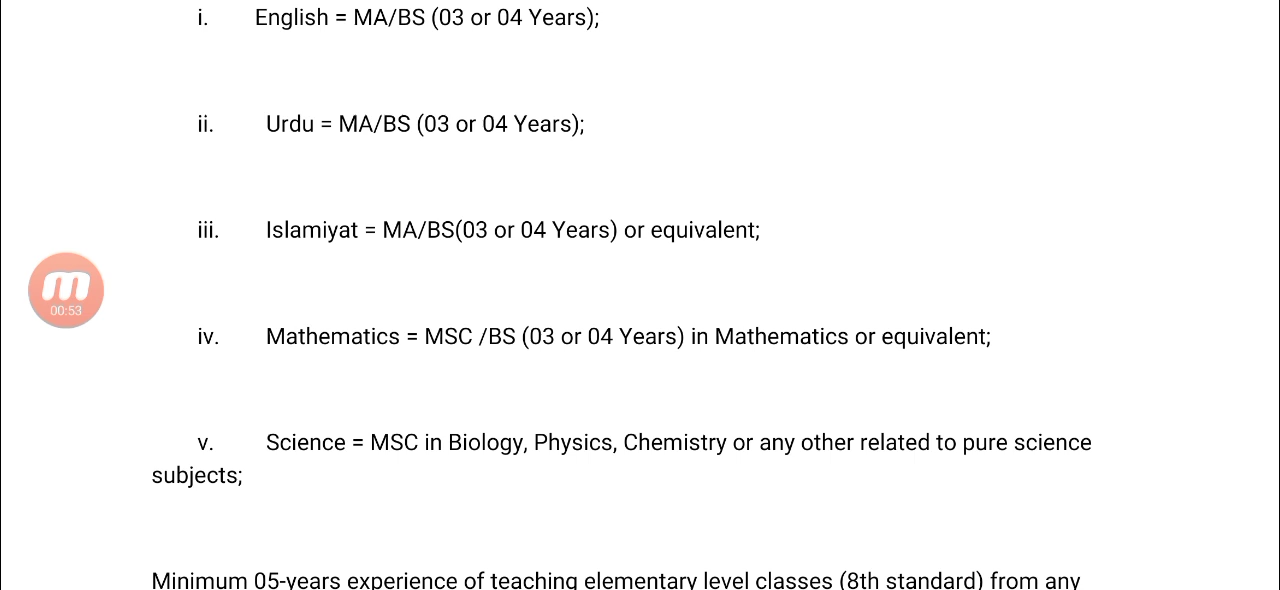 i. English = MA/BS (03 or 04 Years);
ii. Urdu = MA/BS (03 or 04 Years);
iii. Islamiyat = MA/BS(03 or 04 Years) or equivalent;
m
00:53
iv. Mathematics = MSC /BS (03 or 04 Years) in Mathematics or equivalent;
v. Science = MSC in Biology, Physics, Chemistry or any other related to pure science
subjects;
Minimum 05-years experience of teaching elementary level classes (8th standard) from any